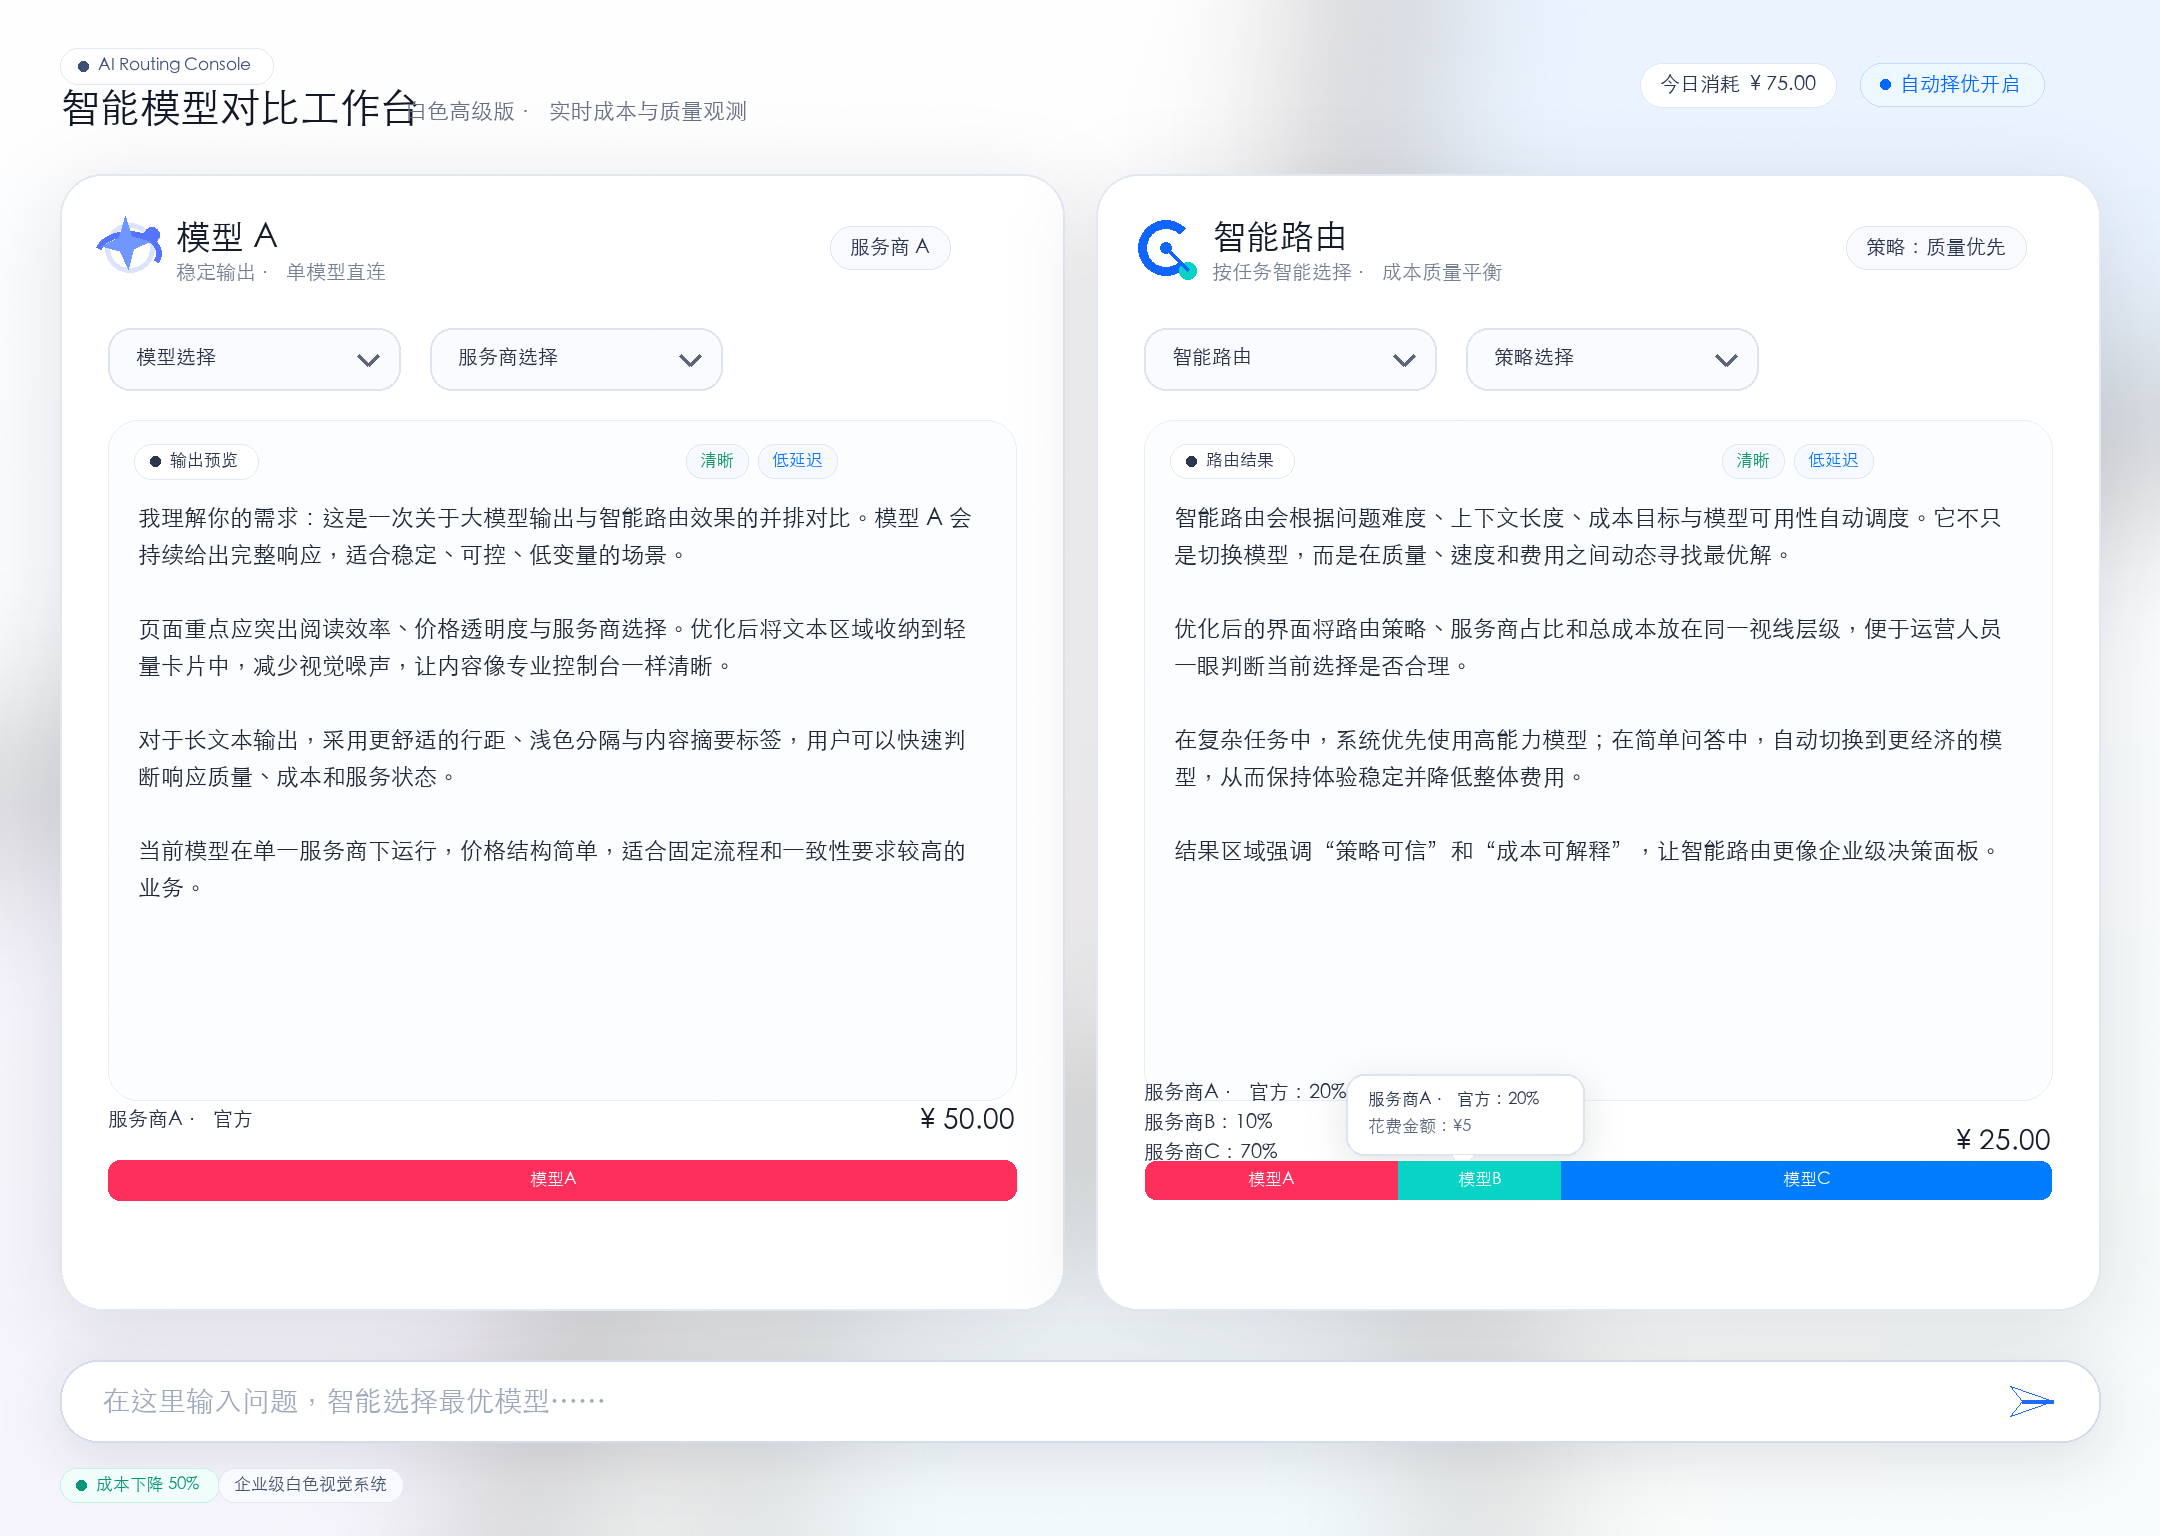 AI Routing Console
智能模型对比工作台
白色高级版 · 实时成本与质量观测
今日消耗 ¥ 75.00
自动择优开启
模型 A
稳定输出 · 单模型直连
服务商 A
模型选择
服务商选择
输出预览
清晰
低延迟
我理解你的需求：这是一次关于大模型输出与智能路由效果的并排对比。模型 A 会
持续给出完整响应，适合稳定、可控、低变量的场景。
页面重点应突出阅读效率、价格透明度与服务商选择。优化后将文本区域收纳到轻
量卡片中，减少视觉噪声，让内容像专业控制台一样清晰。
对于长文本输出，采用更舒适的行距、浅色分隔与内容摘要标签，用户可以快速判
断响应质量、成本和服务状态。
当前模型在单一服务商下运行，价格结构简单，适合固定流程和一致性要求较高的
业务。
服务商A · 官方
¥ 50.00
模型A
智能路由
按任务智能选择 · 成本质量平衡
策略：质量优先
智能路由
策略选择
路由结果
清晰
低延迟
智能路由会根据问题难度、上下文长度、成本目标与模型可用性自动调度。它不只
是切换模型，而是在质量、速度和费用之间动态寻找最优解。
优化后的界面将路由策略、服务商占比和总成本放在同一视线层级，便于运营人员
一眼判断当前选择是否合理。
在复杂任务中，系统优先使用高能力模型；在简单问答中，自动切换到更经济的模
型，从而保持体验稳定并降低整体费用。
结果区域强调“策略可信”和“成本可解释”，让智能路由更像企业级决策面板。
服务商A · 官方：20%
服务商B：10%
服务商C：70%
服务商A · 官方：20%
花费金额：¥5
¥ 25.00
模型A
模型B
模型C
在这里输入问题，智能选择最优模型······
成本下降 50%
企业级白色视觉系统